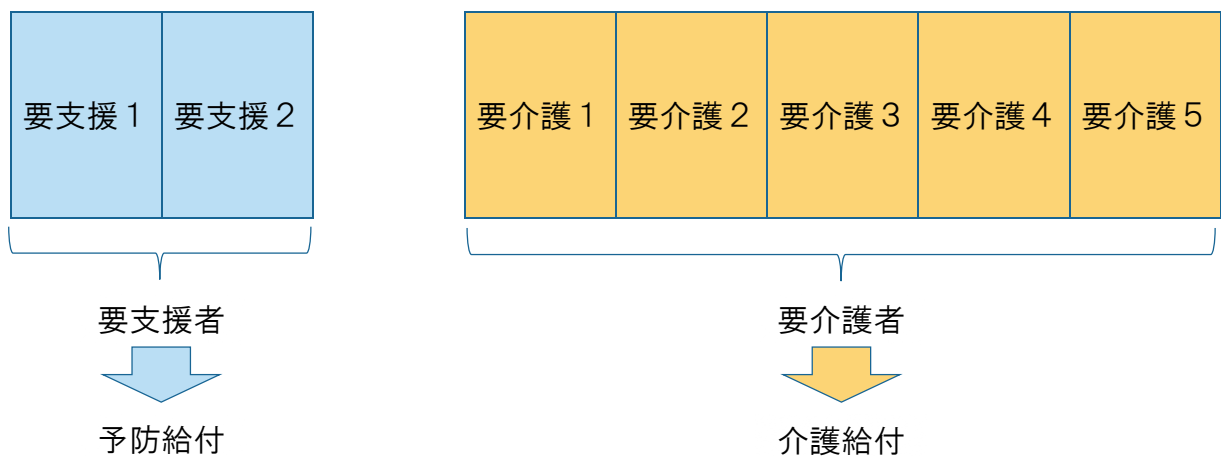 要支援１
要支援２
要介護１
要介護２
要介護３
要介護４
要介護５
要支援者
要介護者
予防給付
介護給付